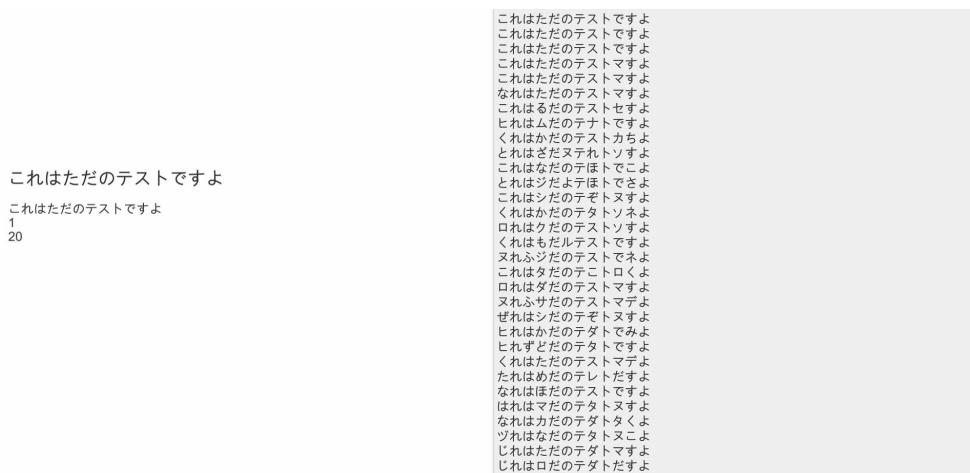 これはただのテストですよ
これはただのテストですよ
1
20
これはただのテストですよ
これはただのテストですよ
これはただのテストですよ
これはただのテストマすよ
これはただのテストマすよ
なれはただのテストマすよ
これはるだのテストセすよ
ヒれはムだのテナトですよ
くれはかだのテストカちよ
とれはざだヌテれトソすよ
これはなだのテほトでこよ
とれはジだよテほトでさよ
これはシだのテぞトヌすよ
くれはかだのテタトソネよ
ロれはクだのテストソすよ
くれはもだルテストですよ
ヌれふジだのテストでネよ
これはタだのテこトロくよ
ロれはダだのテストマすよ
ヌれふサだのテストマデよ
ぜれはシだのテぞトヌすよ
ヒれはかだのテダトでみよ
ヒれずどだのテタトですよ
くれはただのテストマデよ
たれはめだのテレトだすよ
なれはほだのテストですよ
はれはマだのテタトヌすよ
なれはカだのテダトタくよ
ヅれはなだのテタトヌこよ
じれはただのテダトマすよ
じれはロだのテダトだすよ